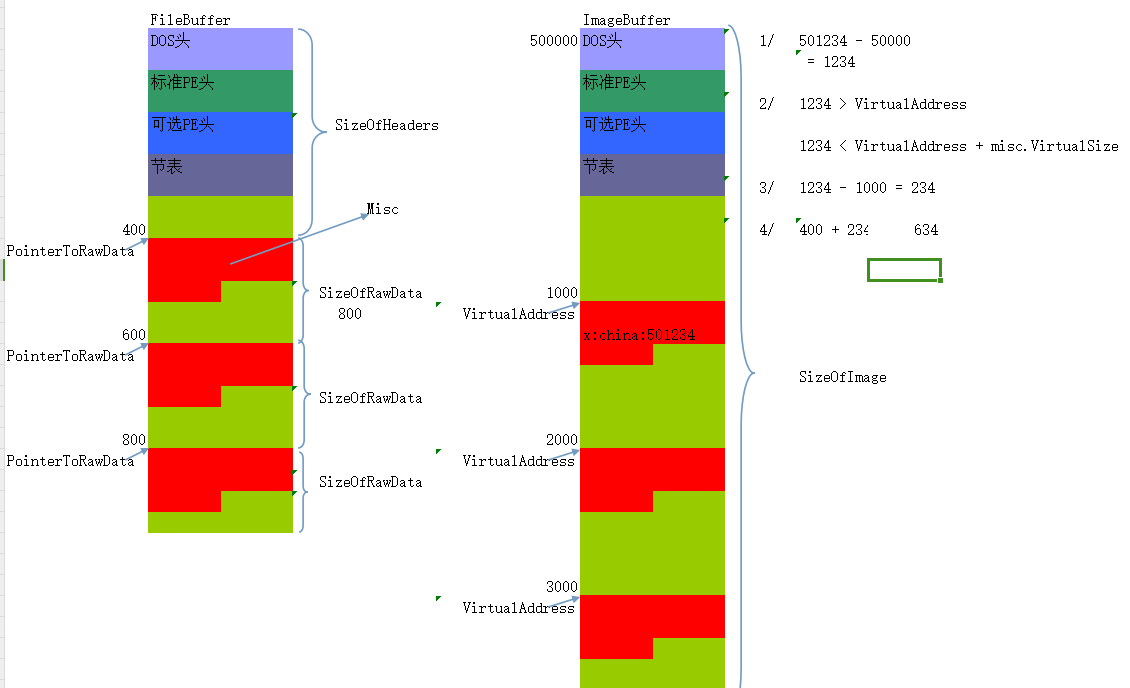 FileBuffer
DOS头
标准PE头
可选PE头
节表
SizeOfHeaders
Misc
400
PointerToRawData
SizeOfRawData
800
600
PointerToRawData
SizeOfRawData
800
PointerToRawData
SizeOfRawData
ImageBuffer
500000
DOS头
标准PE头
可选PE头
节表
1000
VirtualAddress
x:china:501234
2000
VirtualAddress
3000
VirtualAddress
SizeOfImage
1/ 501234 - 50000
= 1234
2/ 1234 > VirtualAddress
1234 < VirtualAddress + misc.VirtualSize
3/ 1234 - 1000 = 234
4/ 400 + 234 634